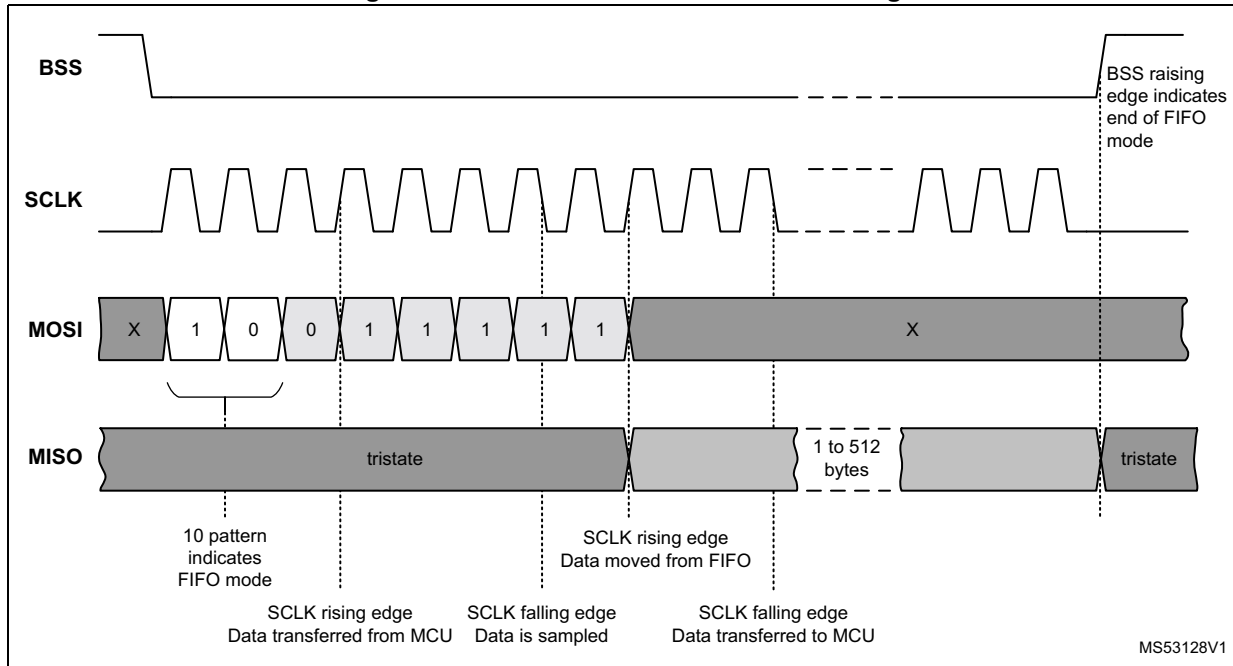 BSS
BSS raising
edge indicates
end of FIFO
mode
SCLK
MOSI
X 1 0 0 1 1 1 1 1 X
MISO
tristate
1 to 512
bytes
tristate
10 pattern
indicates
FIFO mode
SCLK rising edge
Data moved from FIFO
SCLK rising edge
Data transferred from MCU
SCLK falling edge
Data is sampled
SCLK falling edge
Data transferred to MCU
MS53128V1